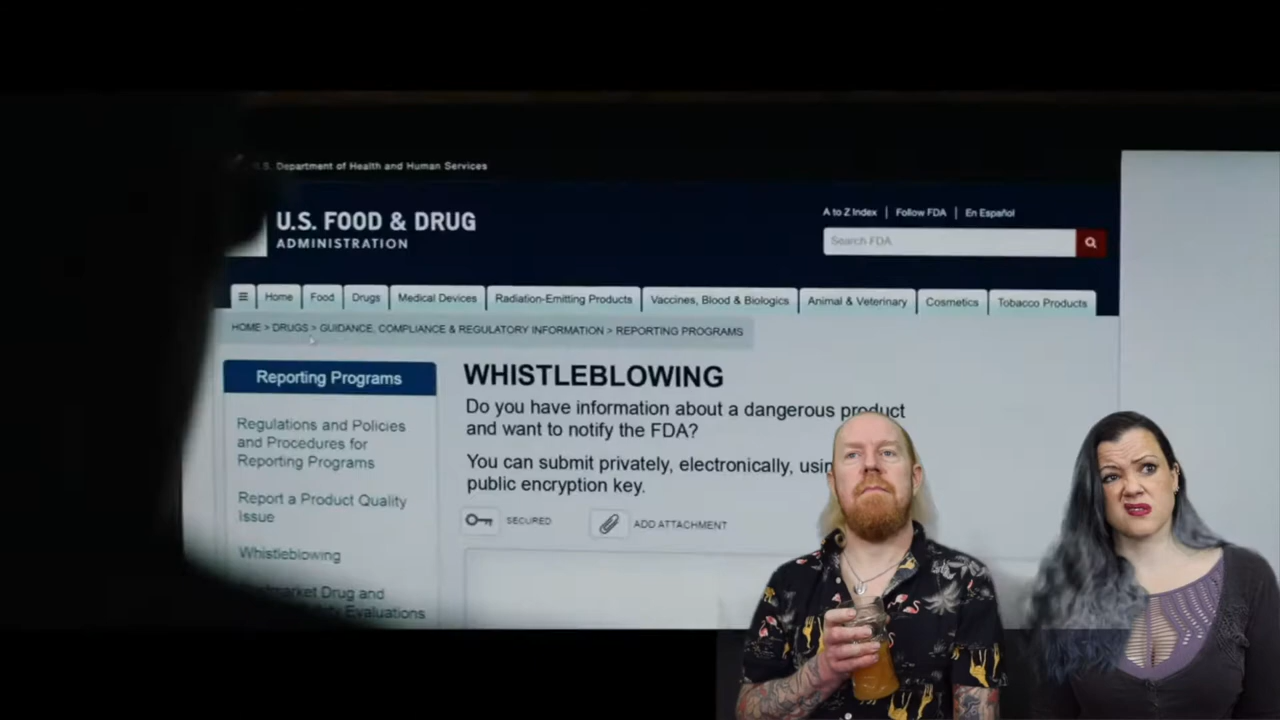 U.S. Department of Health and Human Services
U.S. FOOD & DRUG
ADMINISTRATION
A to Z Index | Follow FDA | En Español
Search FDA
Home Food Drugs Medical Devices Radiation-Emitting Products Vaccines, Blood & Biologics Animal & Veterinary Cosmetics Tobacco Products
HOME > DRUGS > GUIDANCE, COMPLIANCE & REGULATORY INFORMATION > REPORTING PROGRAMS
Reporting Programs
Regulations and Policies
and Procedures for
Reporting Programs
Report a Product Quality
Issue
Whistleblowing
Drug and
Evaluations
WHISTLEBLOWING
Do you have information about a dangerous product
and want to notify the FDA?
You can submit privately, electronically,
public encryption key.
SECURED
ADD ATTACHMENT